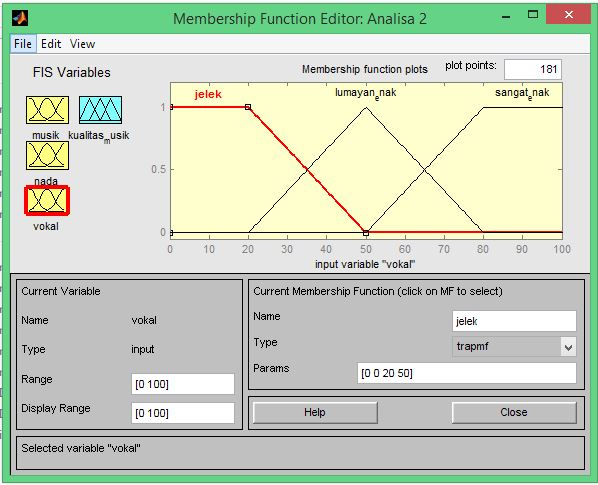 Membership Function Editor: Analisa 2
File Edit View
FIS Variables
musik kualitas_musik
nada
vokal
Membership function plots plot points: 181
jelek lumayan_enak sangat_enak
1
0.5
0
0 10 20 30 40 50 60 70 80 90 100
input variable "vokal"
Current Variable
Name vokal
Type input
Range [0 100]
Display Range [0 100]
Current Membership Function (click on MF to select)
Name jelek
Type trapmf
Params [0 0 20 50]
Help Close
Selected variable "vokal"